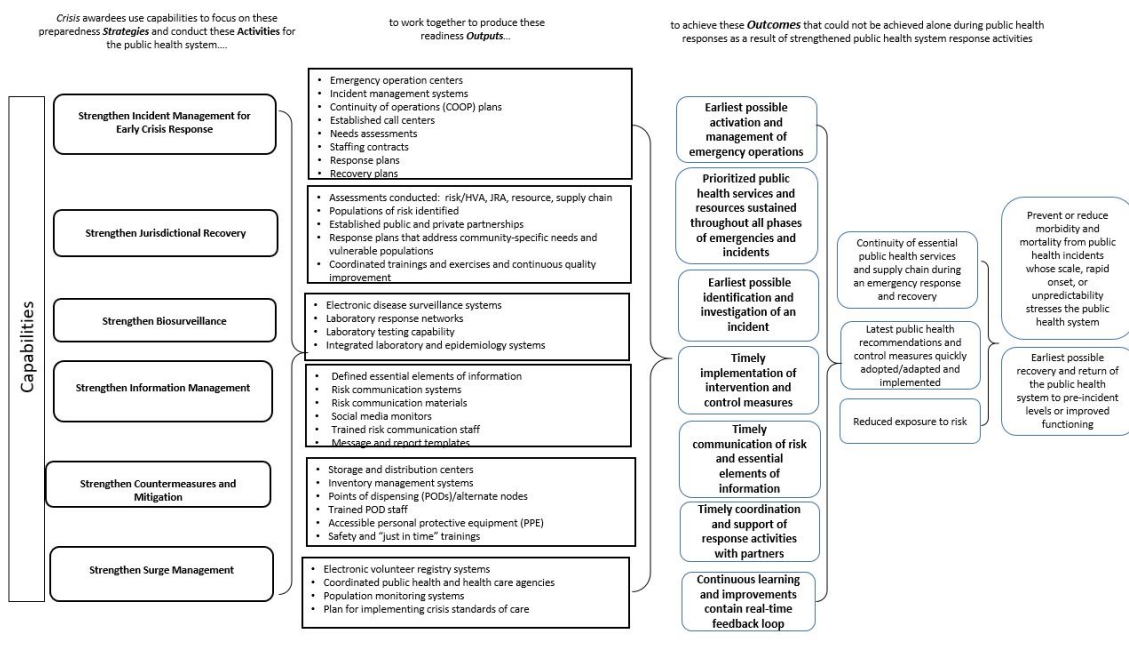 Crisis awardees use capabilities to focus on these
preparedness Strategies and conduct these Activities for
the public health system....
to work together to produce these
readiness Outputs...
to achieve these Outcomes that could not be achieved alone during public health
responses as a result of strengthened public health system response activities
Capabilities
Strengthen Incident Management for
Early Crisis Response
Strengthen Jurisdictional Recovery
Strengthen Biosurveillance
Strengthen Information Management
Strengthen Countermeasures and
Mitigation
Strengthen Surge Management
• Emergency operation centers
• Incident management systems
• Continuity of operations (COOP) plans
• Established call centers
• Needs assessments
• Staffing contracts
• Response plans
• Recovery plans
• Assessments conducted: risk/HVA, JRA, resource, supply chain
• Populations of risk identified
• Established public and private partnerships
• Response plans that address community-specific needs and
vulnerable populations
• Coordinated trainings and exercises and continuous quality
improvement
• Electronic disease surveillance systems
• Laboratory response networks
• Laboratory testing capability
• Integrated laboratory and epidemiology systems
• Defined essential elements of information
• Risk communication systems
• Risk communication materials
• Social media monitors
• Trained risk communication staff
• Message and report templates
• Storage and distribution centers
• Inventory management systems
• Points of dispensing (PODs)/alternate nodes
• Trained POD staff
• Accessible personal protective equipment (PPE)
• Safety and “just in time” trainings
• Electronic volunteer registry systems
• Coordinated public health and health care agencies
• Population monitoring systems
• Plan for implementing crisis standards of care
Earliest possible
activation and
management of
emergency operations
Prioritized public
health services and
resources sustained
throughout all phases
of emergencies and
incidents
Earliest possible
identification and
investigation of an
incident
Timely
implementation of
intervention and
control measures
Timely
communication of risk
and essential
elements of
information
Timely coordination
and support of
response activities
with partners
Continuous learning
and improvements
contain real-time
feedback loop
Continuity of essential
public health services
and supply chain during
an emergency response
and recovery
Latest public health
recommendations and
control measures quickly
adopted/adapted and
implemented
Reduced exposure to risk
Prevent or reduce
morbidity and
mortality from public
health incidents
whose scale, rapid
onset, or
unpredictability
stresses the public
health system
Earliest possible
recovery and return of
the public health
system to pre-incident
levels or improved
functioning